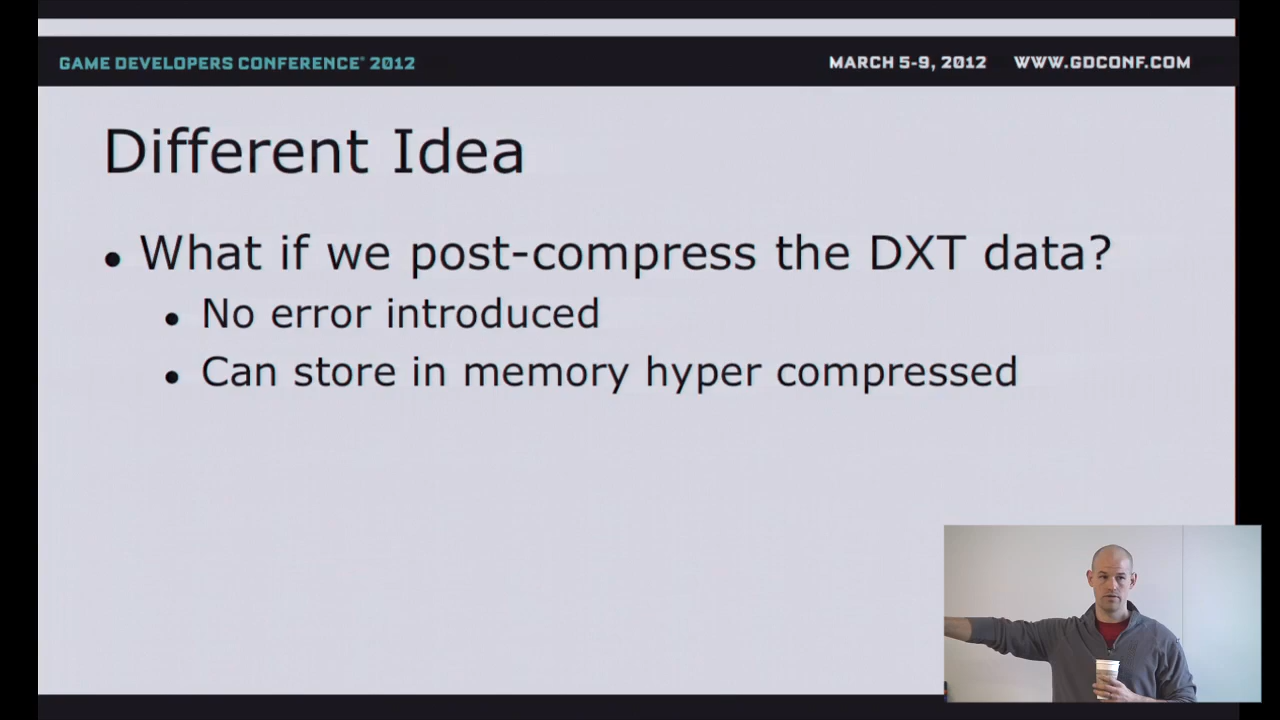 GAME DEVELOPERS CONFERENCE® 2012
MARCH 5-9, 2012 WWW.GDCONF.COM
Different Idea
• What if we post-compress the DXT data?
• No error introduced
• Can store in memory hyper compressed